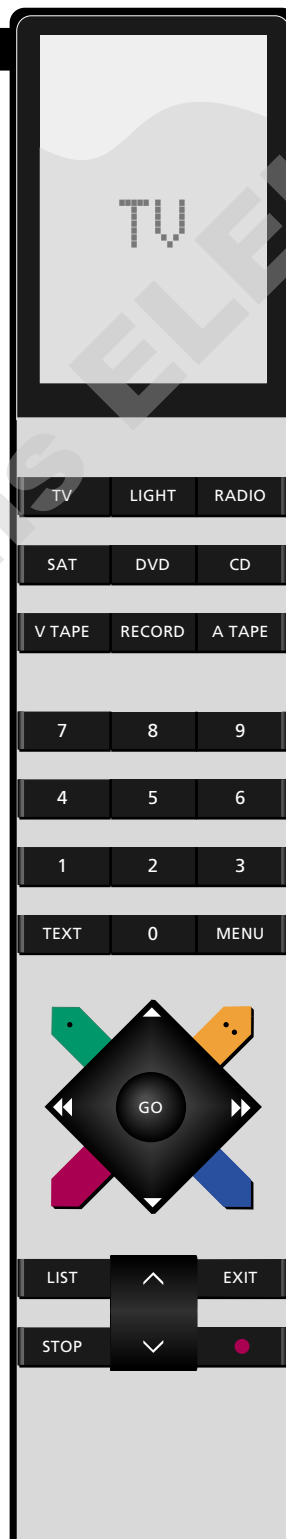 TV
TV LIGHT RADIO
SAT DVD CD
V TAPE RECORD A TAPE
7 8 9
4 5 6
1 2 3
TEXT 0 MENU
GO
LIST EXIT
STOP